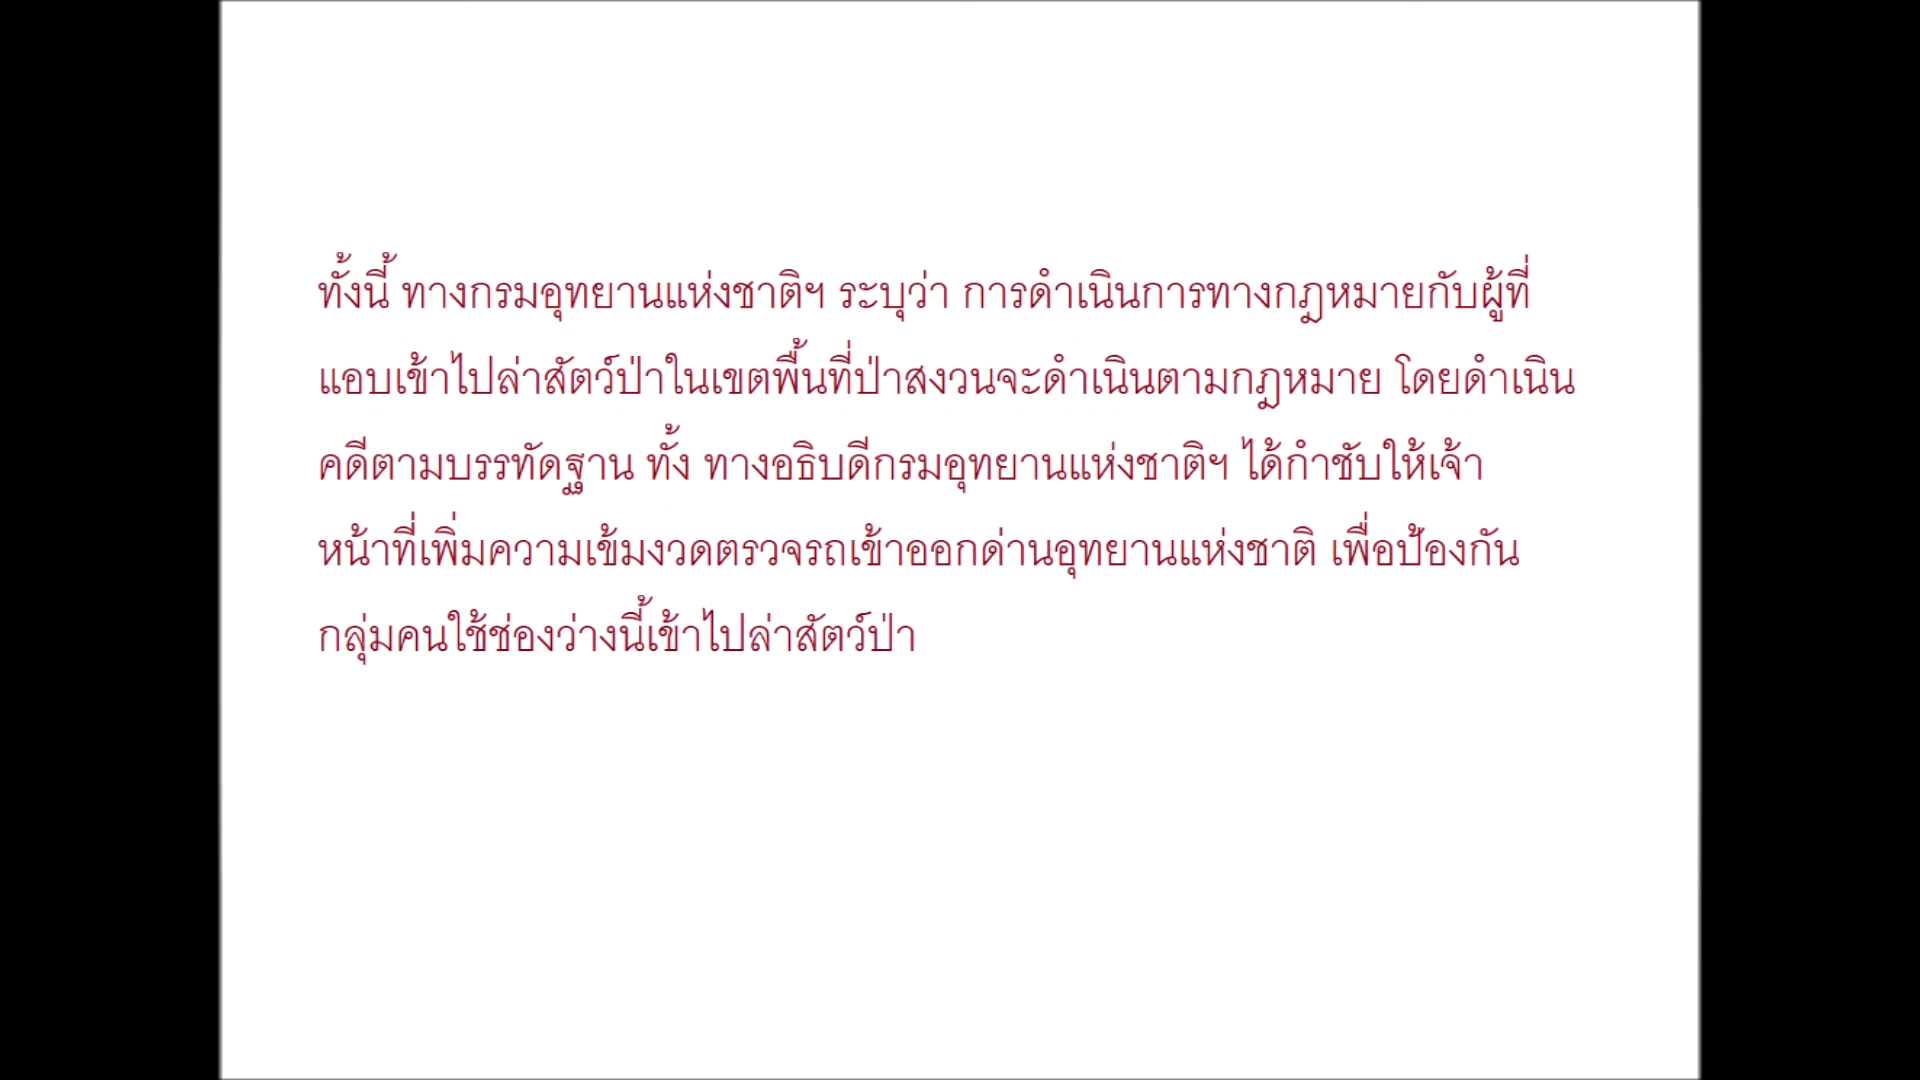 ทั้งนี้ ทางกรมอุทยานแห่งชาติฯ ระบุว่า การดำเนินการทางกฎหมายกับผู้ที่
แอบเข้าไปล่าสัตว์ป่าในเขตพื้นที่ป่าสงวนจะดำเนินตามกฎหมาย โดยดำเนิน
คดีตามบรรทัดฐาน ทั้ง ทางอธิบดีกรมอุทยานแห่งชาติฯ ได้กำชับให้เจ้า
หน้าที่เพิ่มความเข้มงวดตรวจรถเข้าออกด่านอุทยานแห่งชาติ เพื่อป้องกัน
กลุ่มคนใช้ช่องว่างนี้เข้าไปล่าสัตว์ป่า